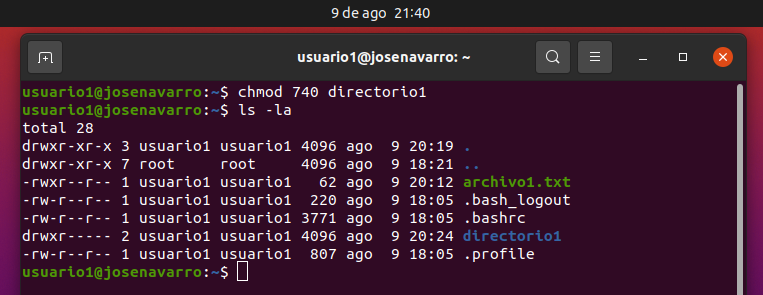 9 de ago 21:40
usuario1@josenavarro: ~
usuario1@josenavarro:~$ chmod 740 directorio1
usuario1@josenavarro:~$ ls -la
total 28
drwxr-xr-x 3 usuario1 usuario1 4096 ago  9 20:19 .
drwxr-xr-x 7 root     root     4096 ago  9 18:21 ..
-rwxr--r-- 1 usuario1 usuario1   62 ago  9 20:12 archivo1.txt
-rw-r--r-- 1 usuario1 usuario1  220 ago  9 18:05 .bash_logout
-rw-r--r-- 1 usuario1 usuario1 3771 ago  9 18:05 .bashrc
drwxr----- 2 usuario1 usuario1 4096 ago  9 20:24 directorio1
-rw-r--r-- 1 usuario1 usuario1  807 ago  9 18:05 .profile
usuario1@josenavarro:~$